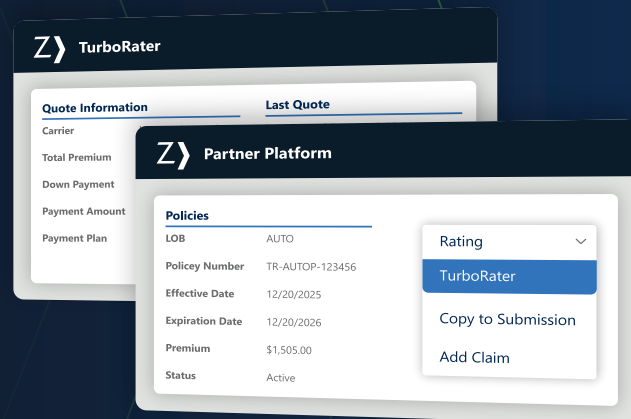 Z) TurboRater
Quote Information
Last Quote
Carrier
Total Premium
Down Payment
Payment Amount
Payment Plan
Z) Partner Platform
Policies
LOB AUTO
Policey Number TR-AUTOP-123456
Effective Date 12/20/2025
Expiration Date 12/20/2026
Premium $1,505.00
Status Active
Rating
TurboRater
Copy to Submission
Add Claim